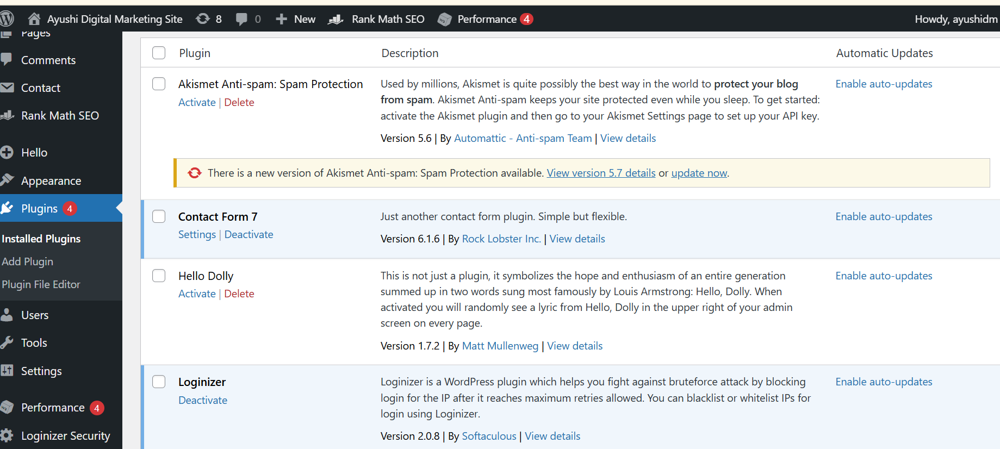 Ayushi Digital Marketing Site 8 0 New Rank Math SEO Performance 4 Howdy, ayushidm
Pages
Comments
Contact
Rank Math SEO
Hello
Appearance
Plugins 4
Installed Plugins
Add Plugin
Plugin File Editor
Users
Tools
Settings
Performance 4
Loginizer Security
Plugin Description Automatic Updates
Akismet Anti-spam: Spam Protection
Activate | Delete
Used by millions, Akismet is quite possibly the best way in the world to protect your blog
from spam. Akismet Anti-spam keeps your site protected even while you sleep. To get started:
activate the Akismet plugin and then go to your Akismet Settings page to set up your API key.
Version 5.6 | By Automattic - Anti-spam Team | View details
Enable auto-updates
There is a new version of Akismet Anti-spam: Spam Protection available. View version 5.7 details or update now.
Contact Form 7
Settings | Deactivate
Just another contact form plugin. Simple but flexible.
Version 6.1.6 | By Rock Lobster Inc. | View details
Enable auto-updates
Hello Dolly
Activate | Delete
This is not just a plugin, it symbolizes the hope and enthusiasm of an entire generation
summed up in two words sung most famously by Louis Armstrong: Hello, Dolly. When
activated you will randomly see a lyric from Hello, Dolly in the upper right of your admin
screen on every page.
Version 1.7.2 | By Matt Mullenweg | View details
Enable auto-updates
Loginizer
Deactivate
Loginizer is a WordPress plugin which helps you fight against bruteforce attack by blocking
login for the IP after it reaches maximum retries allowed. You can blacklist or whitelist IPs for
login using Loginizer.
Version 2.0.8 | By Softaculous | View details
Enable auto-updates